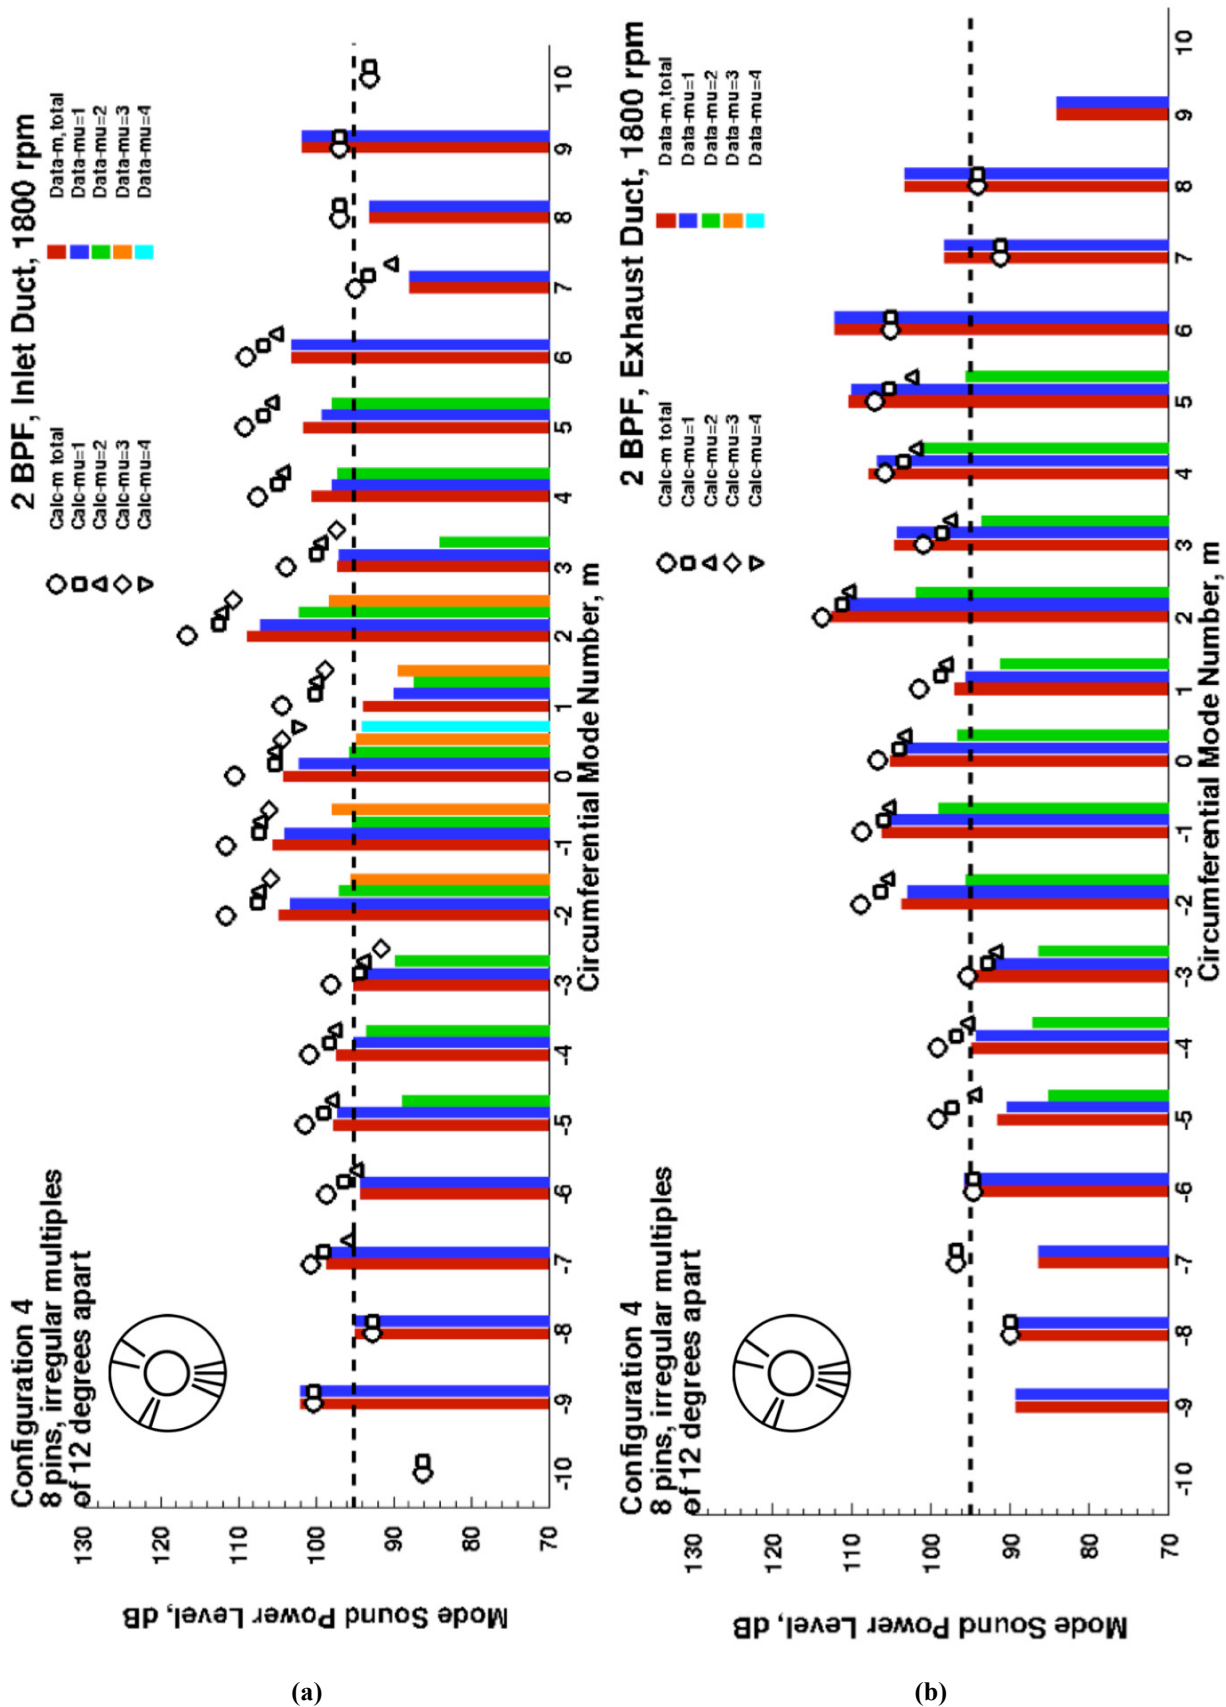 2 BPF, Inlet Duct, 1800 rpm
Configuration 4
8 pins, irregular multiples
of 12 degrees apart
Calc-m total
Calc-mu=1
Calc-mu=2
Calc-mu=3
Calc-mu=4
Data-m,total
Data-mu=1
Data-mu=2
Data-mu=3
Data-mu=4
Mode Sound Power Level, dB
130
120
110
100
90
80
70
-10 -9 -8 -7 -6 -5 -4 -3 -2 -1 0 1 2 3 4 5 6 7 8 9 10
Circumferential Mode Number, m
(a)
2 BPF, Exhaust Duct, 1800 rpm
Configuration 4
8 pins, irregular multiples
of 12 degrees apart
Calc-m total
Calc-mu=1
Calc-mu=2
Calc-mu=3
Calc-mu=4
Data-m,total
Data-mu=1
Data-mu=2
Data-mu=3
Data-mu=4
Mode Sound Power Level, dB
130
120
110
100
90
80
70
-10 -9 -8 -7 -6 -5 -4 -3 -2 -1 0 1 2 3 4 5 6 7 8 9 10
Circumferential Mode Number, m
(b)